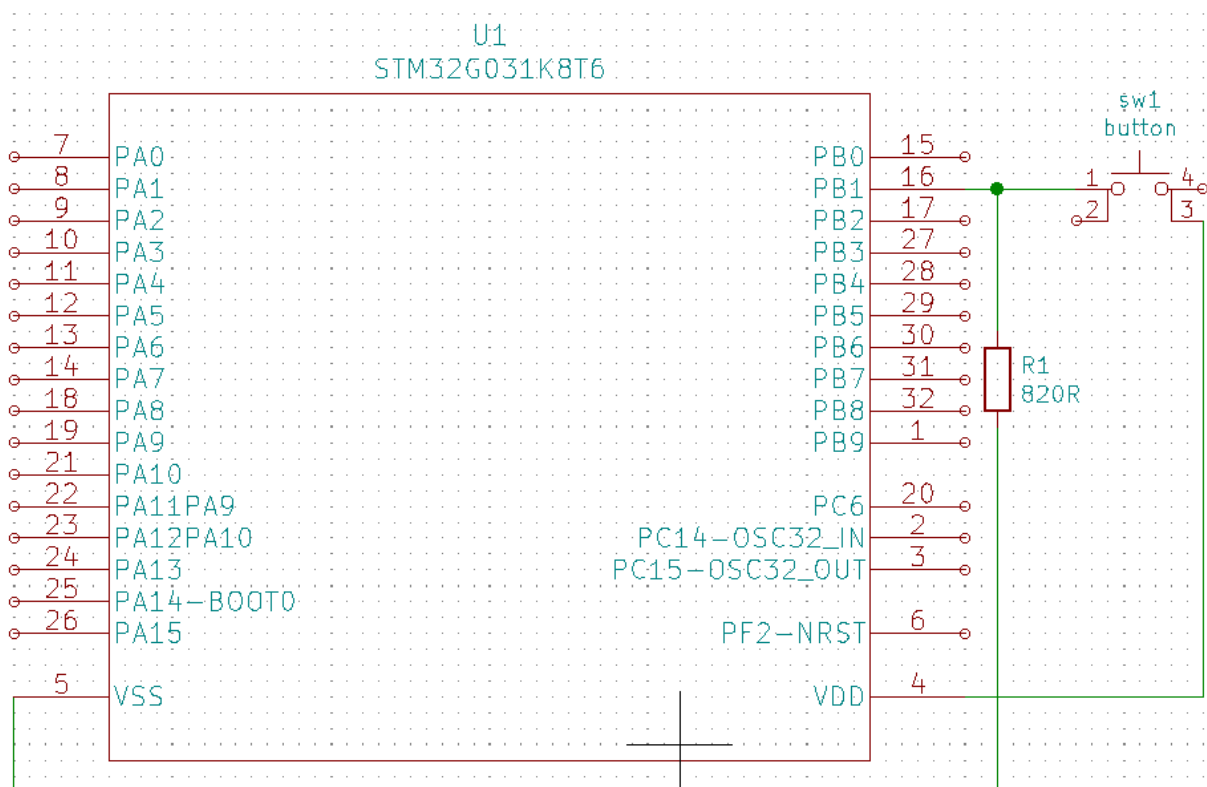 U1
STM32G031K8T6
sw1
button
7 PA0
8 PA1
9 PA2
10 PA3
11 PA4
12 PA5
13 PA6
14 PA7
18 PA8
19 PA9
21 PA10
22 PA11PA9
23 PA12PA10
24 PA13
25 PA14-BOOT0
26 PA15
5 VSS
PB0 15
PB1 16
PB2 17
PB3 27
PB4 28
PB5 29
PB6 30
PB7 31
PB8 32
PB9 1
PC6 20
PC14-OSC32_IN 2
PC15-OSC32_OUT 3
PF2-NRST 6
VDD 4
1 4
2 3
R1
820R